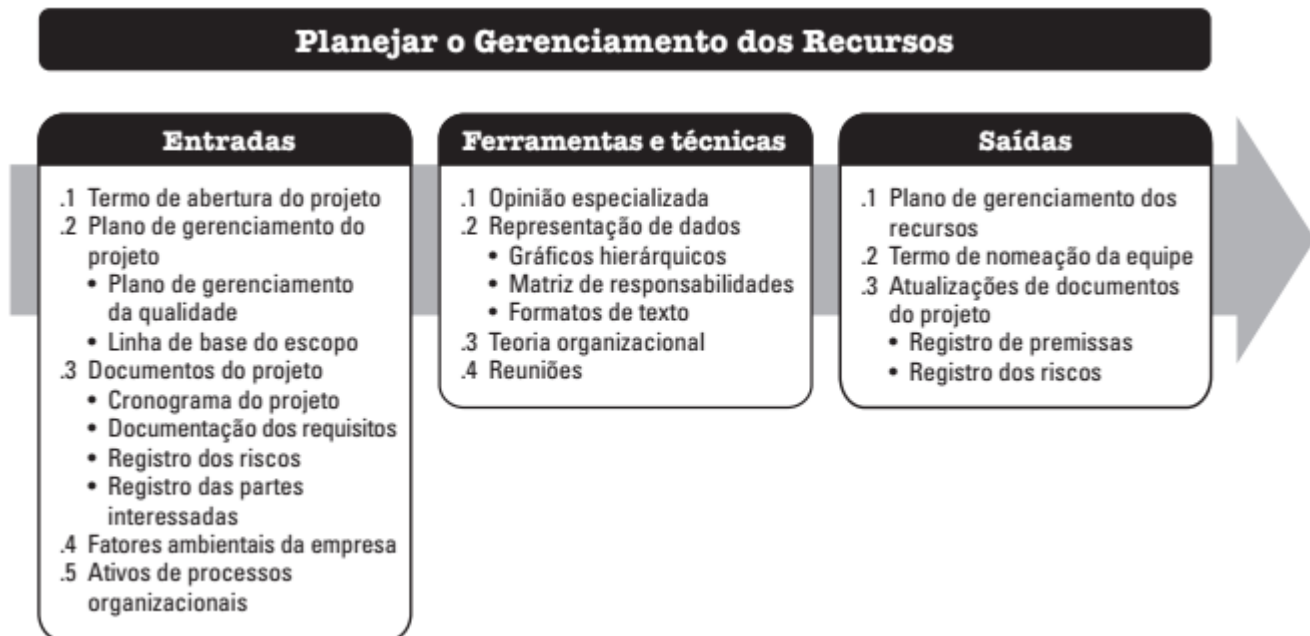 Planejar o Gerenciamento dos Recursos
Entradas
.1 Termo de abertura do projeto
.2 Plano de gerenciamento do
projeto
• Plano de gerenciamento
da qualidade
• Linha de base do escopo
.3 Documentos do projeto
• Cronograma do projeto
• Documentação dos requisitos
• Registro dos riscos
• Registro das partes
interessadas
.4 Fatores ambientais da empresa
.5 Ativos de processos
organizacionais
Ferramentas e técnicas
.1 Opinião especializada
.2 Representação de dados
• Gráficos hierárquicos
• Matriz de responsabilidades
• Formatos de texto
.3 Teoria organizacional
.4 Reuniões
Saídas
.1 Plano de gerenciamento dos
recursos
.2 Termo de nomeação da equipe
.3 Atualizações de documentos
do projeto
• Registro de premissas
• Registro dos riscos